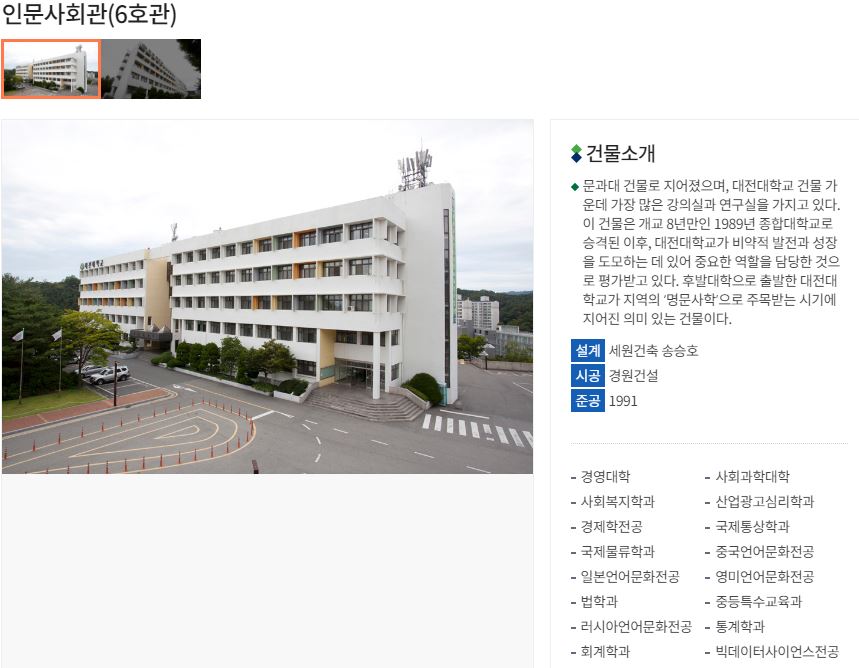 인문사회관(6호관)
건물소개
문과대 건물로 지어졌으며, 대전대학교 건물 가
운데 가장 많은 강의실과 연구실을 가지고 있다.
이 건물은 개교 8년만인 1989년 종합대학교로
승격된 이후, 대전대학교가 비약적 발전과 성장
을 도모하는 데 있어 중요한 역할을 담당한 것으
로 평가받고 있다. 후발대학으로 출발한 대전대
학교가 지역의 '명문사학'으로 주목받는 시기에
지어진 의미 있는 건물이다.
설계 세원건축 송승호
시공 경원건설
준공 1991
- 경영대학
- 사회과학대학
- 사회복지학과
- 산업광고심리학과
- 경제학전공
- 국제통상학과
- 국제물류학과
- 중국언어문화전공
- 일본언어문화전공
- 영미언어문화전공
- 법학과
- 중등특수교육과
- 러시아언어문화전공
- 통계학과
- 회계학과
- 빅데이터사이언스전공